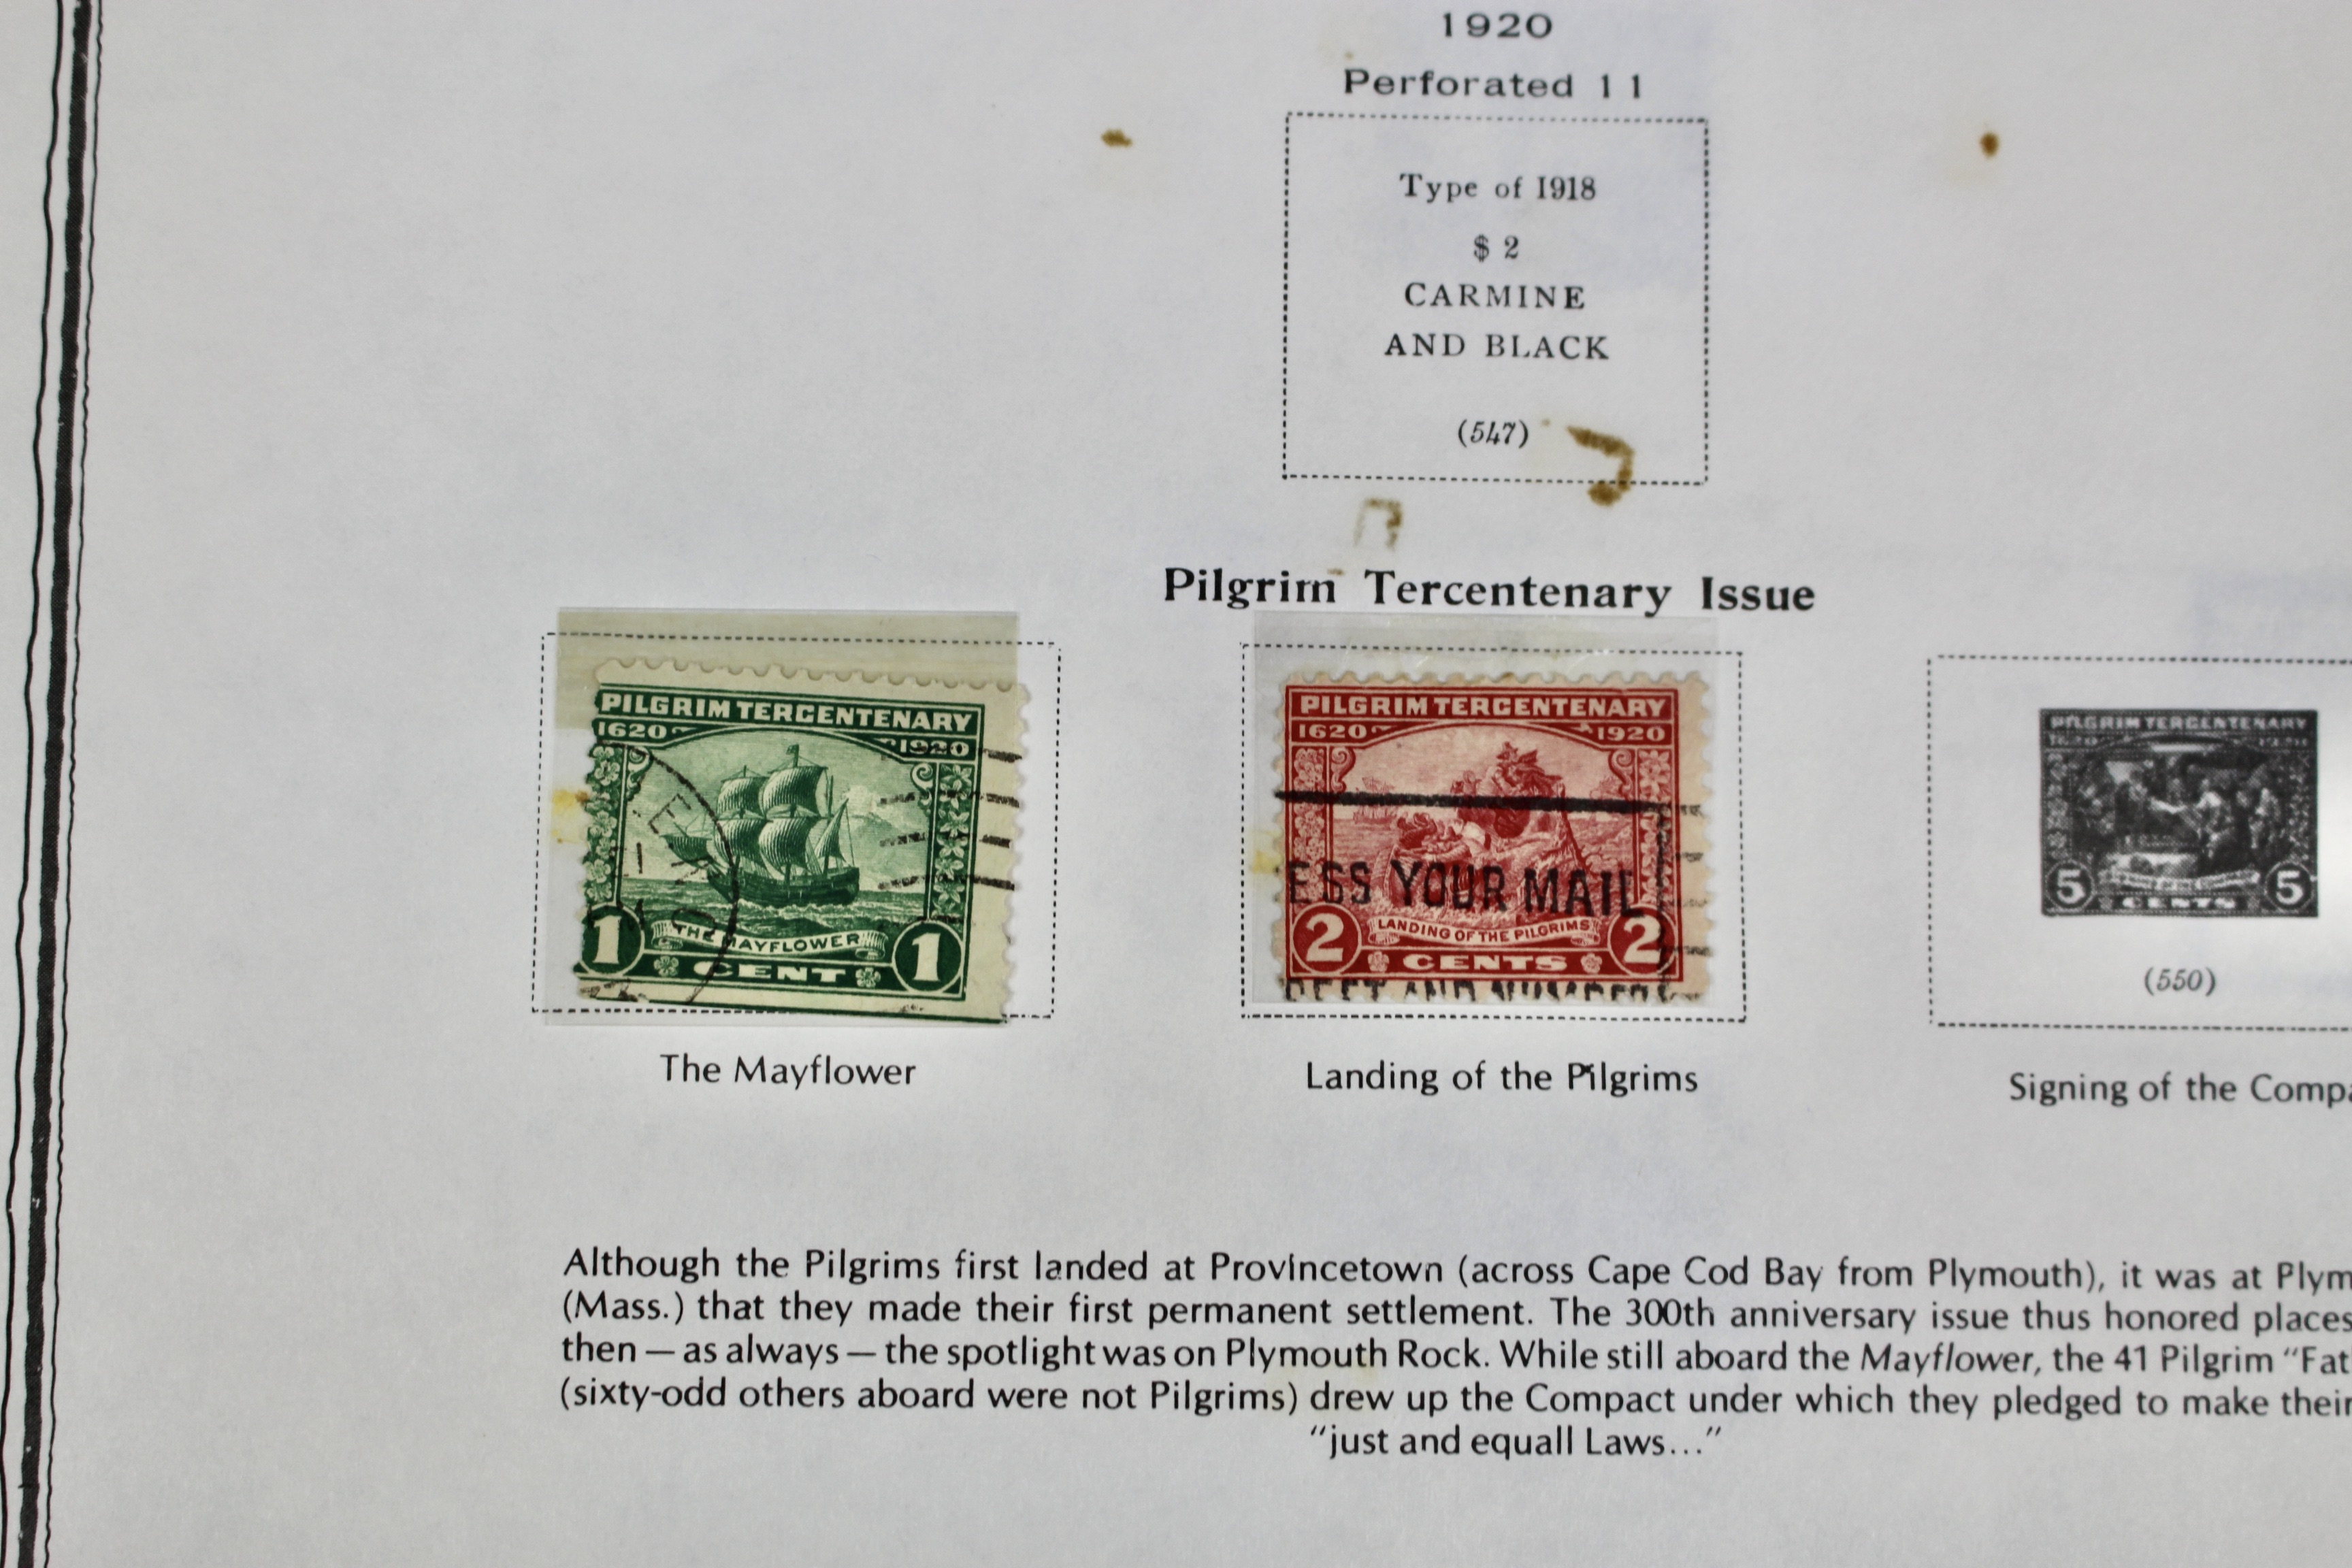 1920
Perforated 11
Type of 1918
$2
CARMINE
AND BLACK
(547)
Pilgrim Tercentenary Issue
PILGRIM TERCENTENARY
1620 1920
THE MAYFLOWER
1 CENT 1
PILGRIM TERCENTENARY
1620 1920
ESS YOUR MAIL
LANDING OF THE PILGRIMS
2 CENTS 2
PILGRIM TERCENTENARY
5 CENTS 5
(550)
The Mayflower
Landing of the Pilgrims
Signing of the Compa
Although the Pilgrims first landed at Provincetown (across Cape Cod Bay from Plymouth), it was at Plym
(Mass.) that they made their first permanent settlement. The 300th anniversary issue thus honored places
then — as always — the spotlight was on Plymouth Rock. While still aboard the Mayflower, the 41 Pilgrim "Fat
(sixty-odd others aboard were not Pilgrims) drew up the Compact under which they pledged to make their
"just and equall Laws..."